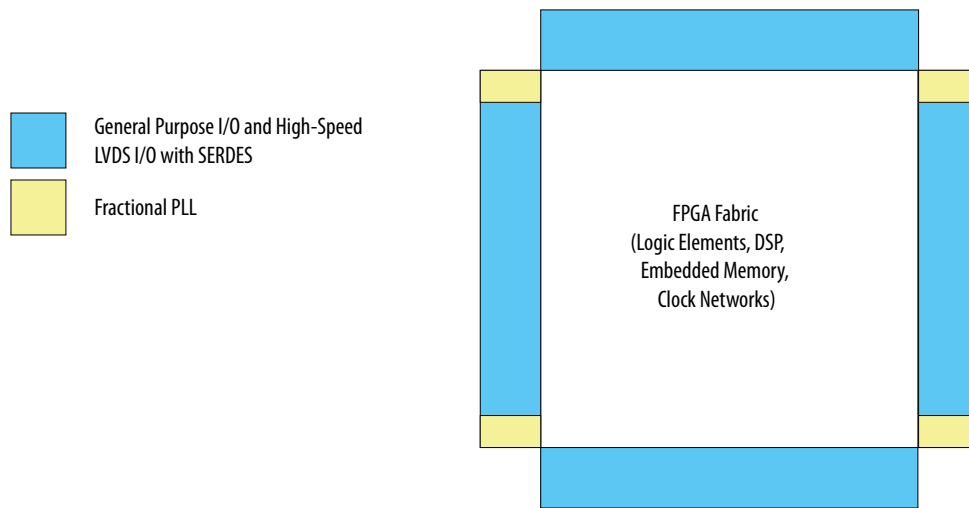 General Purpose I/O and High-Speed
LVDS I/O with SERDES
Fractional PLL
FPGA Fabric
(Logic Elements, DSP,
Embedded Memory,
Clock Networks)